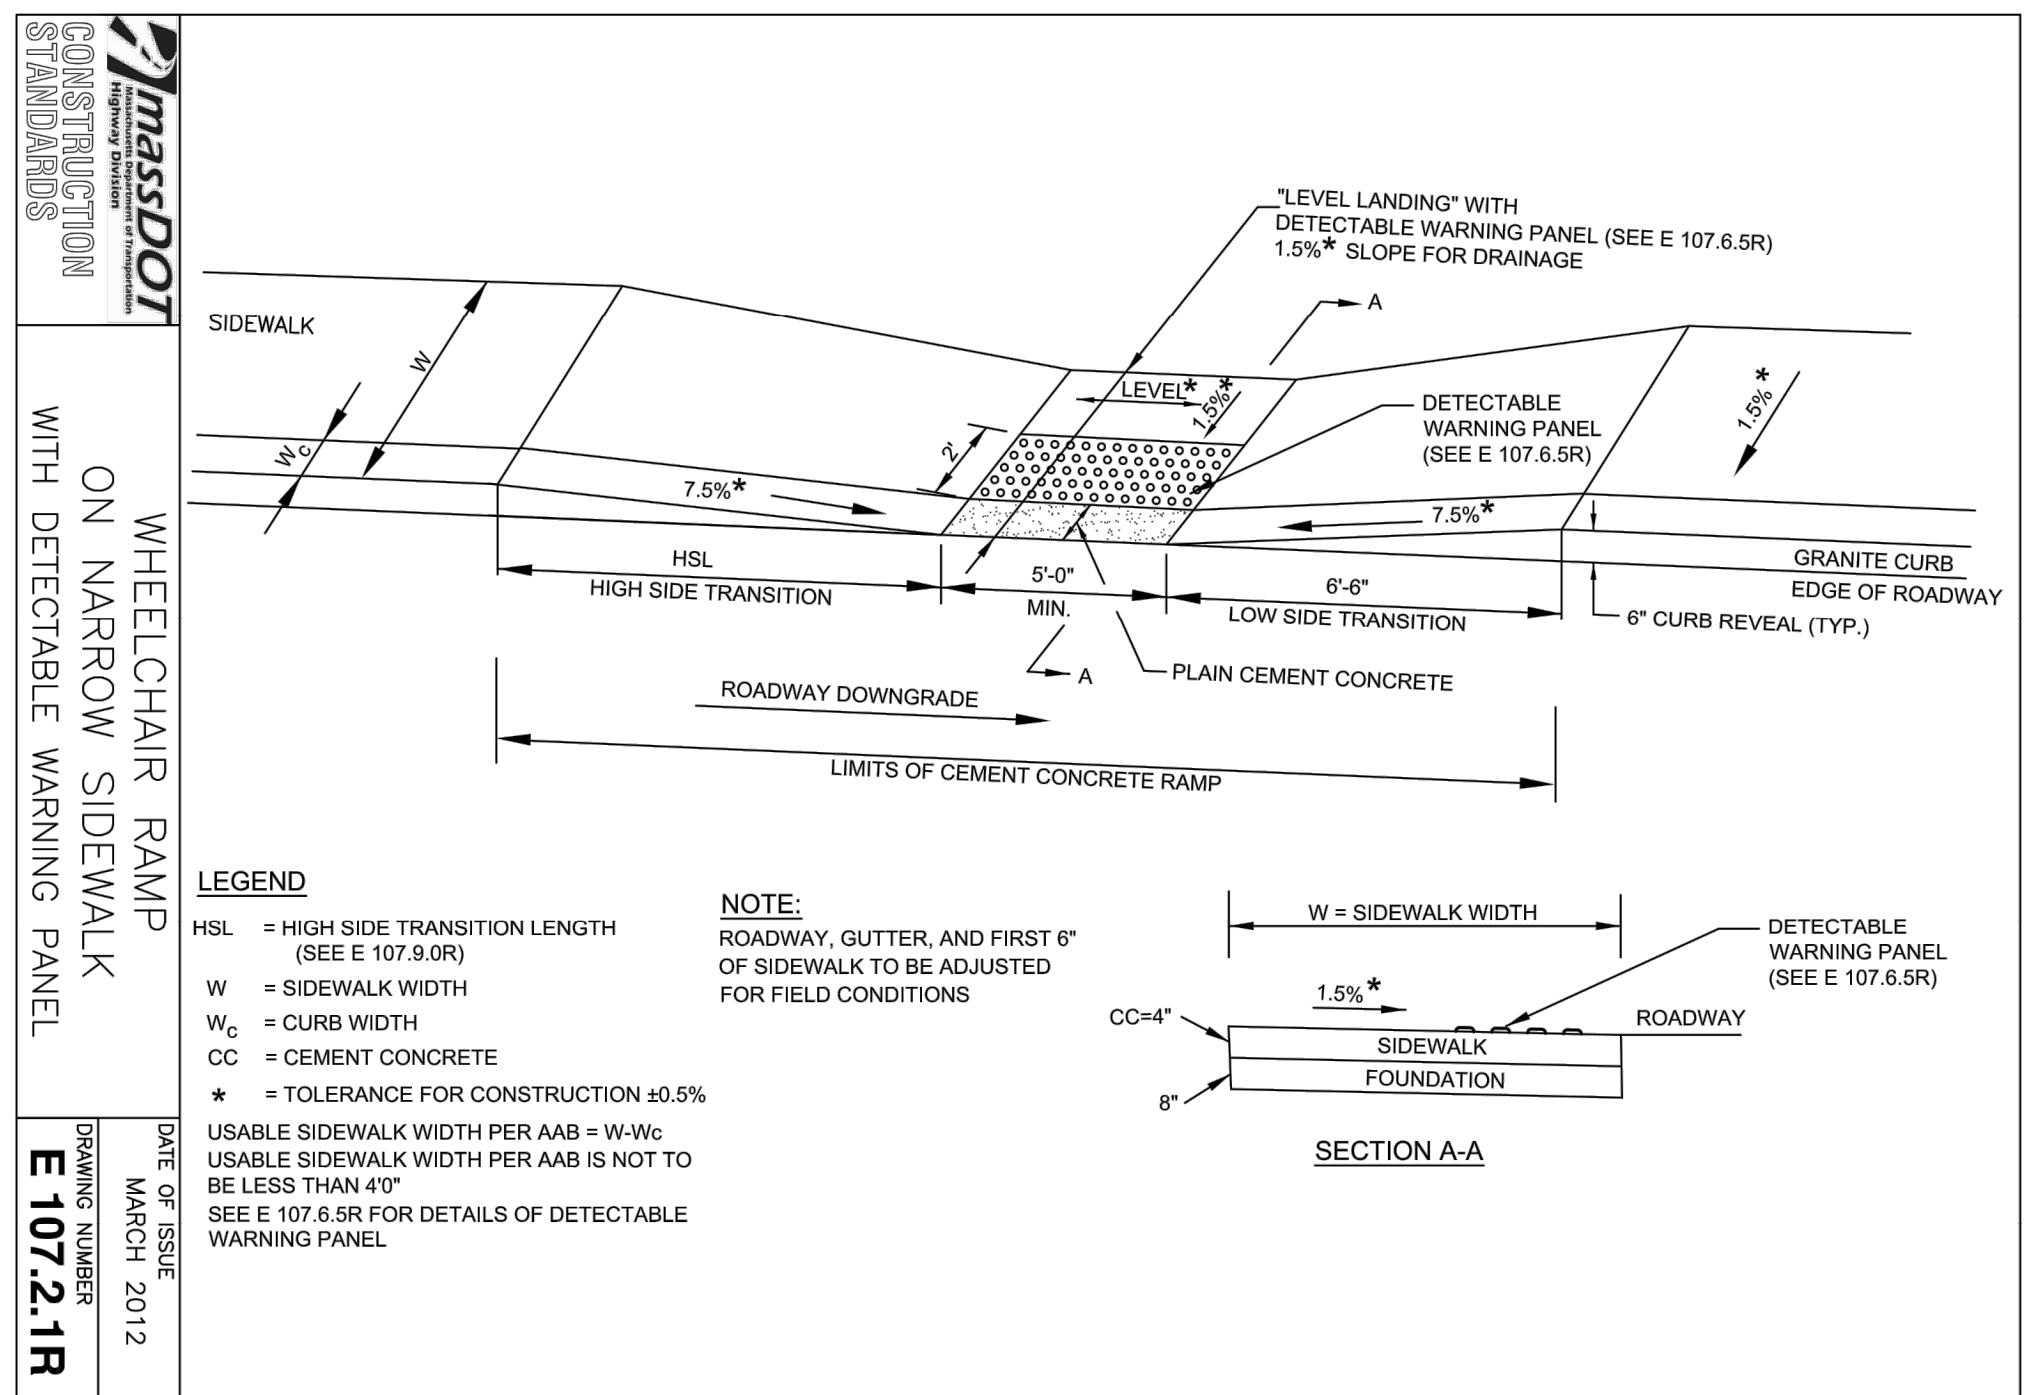 massDOT
Massachusetts Department of Transportation
Highway Division
CONSTRUCTION
STANDARDS
WHEELCHAIR RAMP
ON NARROW SIDEWALK
WITH DETECTABLE WARNING PANEL
DATE OF ISSUE
MARCH 2012
DRAWING NUMBER
E 107.2.1R
"LEVEL LANDING" WITH
DETECTABLE WARNING PANEL (SEE E 107.6.5R)
1.5%* SLOPE FOR DRAINAGE
A
SIDEWALK
W
Wc
LEVEL*
1.5%*
1.5%*
2'
DETECTABLE
WARNING PANEL
(SEE E 107.6.5R)
7.5%*
7.5%*
GRANITE CURB
EDGE OF ROADWAY
6" CURB REVEAL (TYP.)
HSL
HIGH SIDE TRANSITION
5'-0"
MIN.
6'-6"
LOW SIDE TRANSITION
A
PLAIN CEMENT CONCRETE
ROADWAY DOWNGRADE
LIMITS OF CEMENT CONCRETE RAMP
LEGEND
HSL = HIGH SIDE TRANSITION LENGTH
(SEE E 107.9.0R)
W = SIDEWALK WIDTH
Wc = CURB WIDTH
CC = CEMENT CONCRETE
* = TOLERANCE FOR CONSTRUCTION ±0.5%
USABLE SIDEWALK WIDTH PER AAB = W-Wc
USABLE SIDEWALK WIDTH PER AAB IS NOT TO
BE LESS THAN 4'0"
SEE E 107.6.5R FOR DETAILS OF DETECTABLE
WARNING PANEL
NOTE:
ROADWAY, GUTTER, AND FIRST 6"
OF SIDEWALK TO BE ADJUSTED
FOR FIELD CONDITIONS
W = SIDEWALK WIDTH
DETECTABLE
WARNING PANEL
(SEE E 107.6.5R)
1.5%*
CC=4"
ROADWAY
SIDEWALK
FOUNDATION
8"
SECTION A-A